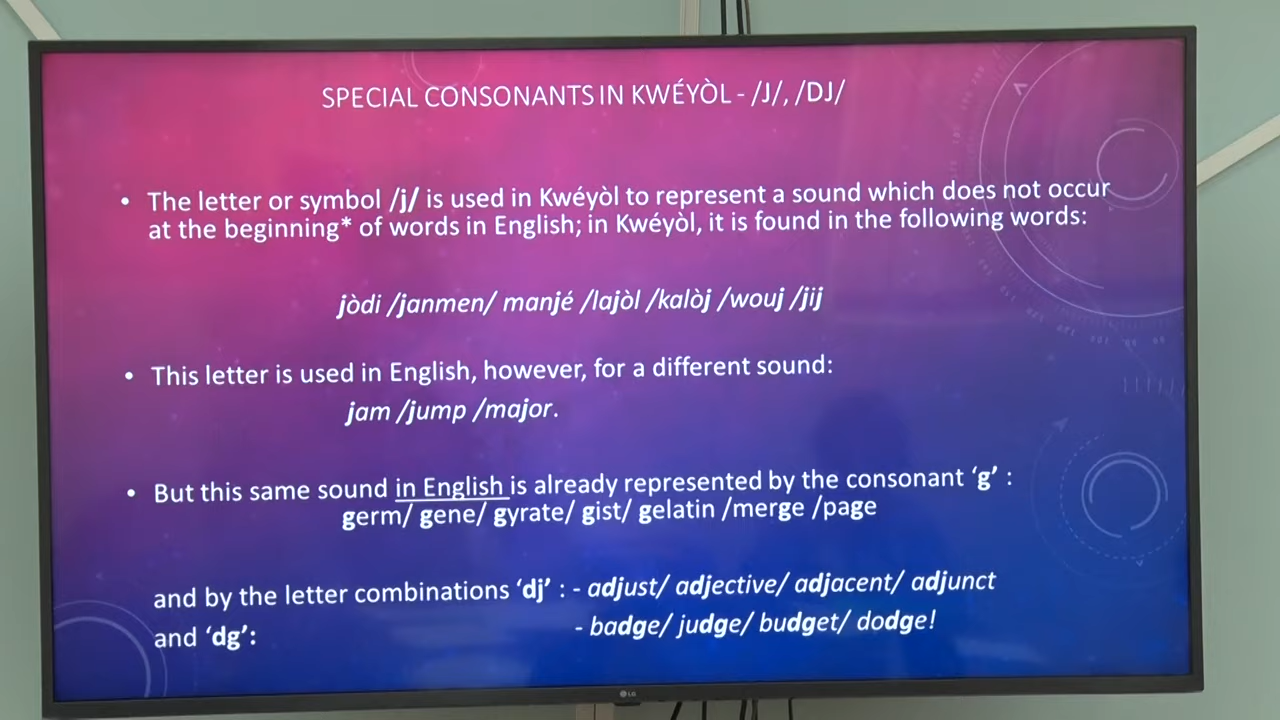 SPECIAL CONSONANTS IN KWÉYÒL - /J/, /DJ/
• The letter or symbol /j/ is used in Kwéyòl to represent a sound which does not occur
at the beginning* of words in English; in Kwéyòl, it is found in the following words:
jòdi /janmen/ manjé /lajòl /kalòj /wouj /jij
• This letter is used in English, however, for a different sound:
jam /jump /major.
• But this same sound in English is already represented by the consonant ‘g’ :
germ/ gene/ gyrate/ gist/ gelatin /merge /page
and by the letter combinations ‘dj’ : - adjust/ adjective/ adjacent/ adjunct
and ‘dg’: - badge/ judge/ budget/ dodge!
LG